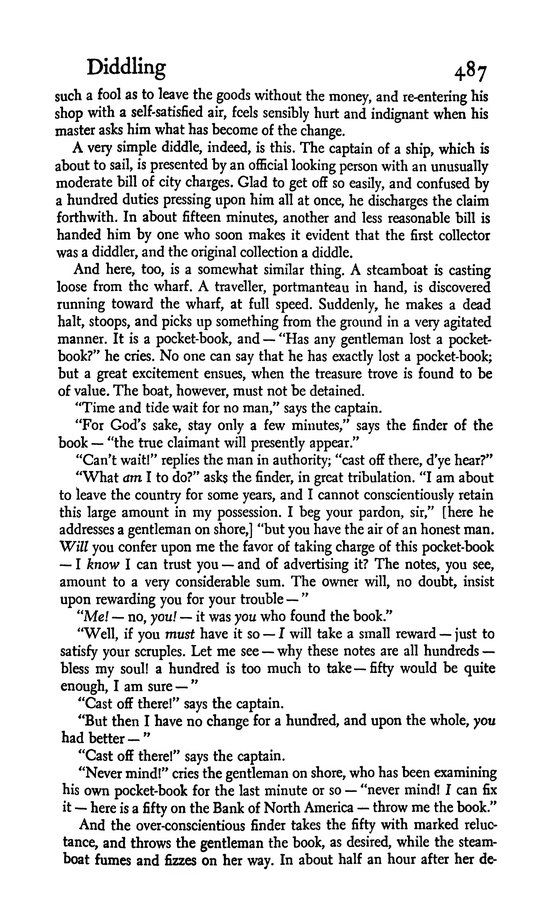 Diddling 487
such a fool as to leave the goods without the money, and re-entering his
shop with a self-satisfied air, feels sensibly hurt and indignant when his
master asks him what has become of the change.
A very simple diddle, indeed, is this. The captain of a ship, which is
about to sail, is presented by an official looking person with an unusually
moderate bill of city charges. Glad to get off so easily, and confused by
a hundred duties pressing upon him all at once, he discharges the claim
forthwith. In about fifteen minutes, another and less reasonable bill is
handed him by one who soon makes it evident that the first collector
was a diddler, and the original collection a diddle.
And here, too, is a somewhat similar thing. A steamboat is casting
loose from the wharf. A traveller, portmanteau in hand, is discovered
running toward the wharf, at full speed. Suddenly, he makes a dead
halt, stoops, and picks up something from the ground in a very agitated
manner. It is a pocket-book, and — “Has any gentleman lost a pocket-
book?” he cries. No one can say that he has exactly lost a pocket-book;
but a great excitement ensues, when the treasure trove is found to be
of value. The boat, however, must not be detained.
“Time and tide wait for no man,” says the captain.
“For God’s sake, stay only a few minutes,” says the finder of the
book — “the true claimant will presently appear.”
“Can’t wait!” replies the man in authority; “cast off there, d’ye hear?”
“What am I to do?” asks the finder, in great tribulation. “I am about
to leave the country for some years, and I cannot conscientiously retain
this large amount in my possession. I beg your pardon, sir,” [here he
addresses a gentleman on shore,] “but you have the air of an honest man.
Will you confer upon me the favor of taking charge of this pocket-book
— I know I can trust you — and of advertising it? The notes, you see,
amount to a very considerable sum. The owner will, no doubt, insist
upon rewarding you for your trouble — ”
“Me! — no, you! — it was you who found the book.”
“Well, if you must have it so — I will take a small reward — just to
satisfy your scruples. Let me see — why these notes are all hundreds —
bless my soul! a hundred is too much to take — fifty would be quite
enough, I am sure — ”
“Cast off there!” says the captain.
“But then I have no change for a hundred, and upon the whole, you
had better — ”
“Cast off there!” says the captain.
“Never mind!” cries the gentleman on shore, who has been examining
his own pocket-book for the last minute or so — “never mind! I can fix
it — here is a fifty on the Bank of North America — throw me the book.”
And the over-conscientious finder takes the fifty with marked reluc-
tance, and throws the gentleman the book, as desired, while the steam-
boat fumes and fizzes on her way. In about half an hour after her de-